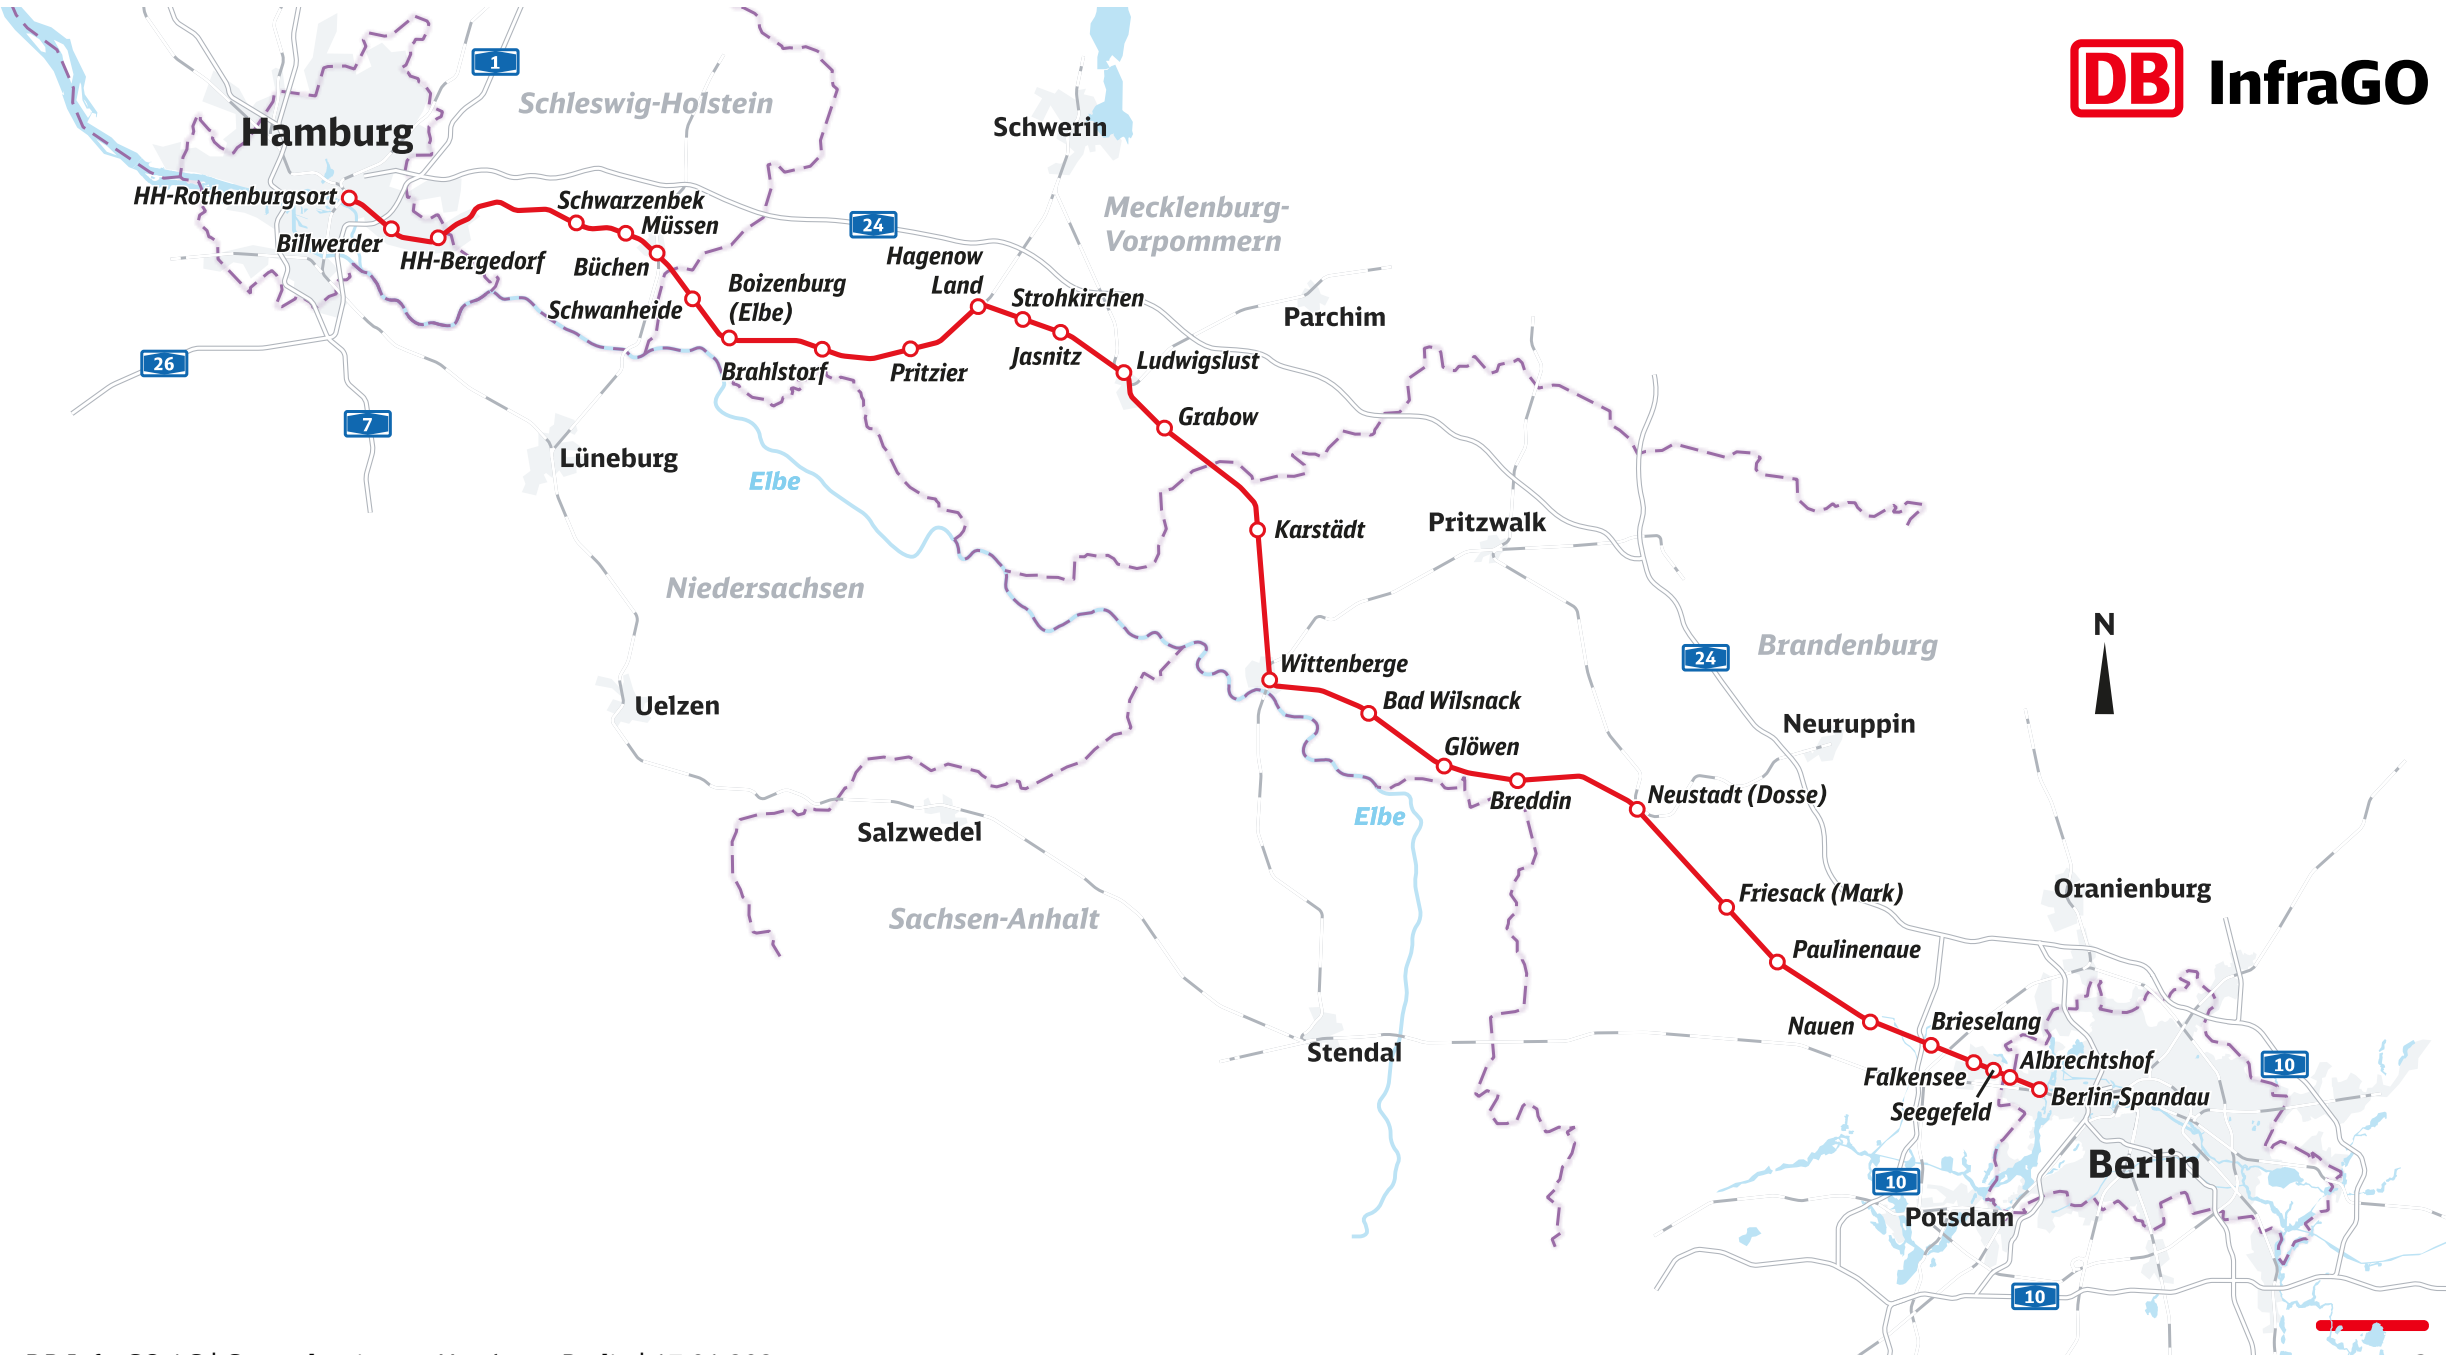 DB InfraGO
1
Schleswig-Holstein
Hamburg
Schwerin
HH-Rothenburgsort
Schwarzenbek
Müssen
24
Mecklenburg-
Vorpommern
Billwerder
HH-Bergedorf
Büchen
Hagenow
Land
Boizenburg
(Elbe)
Schwanheide
Strohkirchen
Parchim
26
Brahlstorf
Pritzier
Jasnitz
Ludwigslust
7
Grabow
Lüneburg
Elbe
Karstädt
Pritzwalk
Niedersachsen
N
Brandenburg
24
Wittenberge
Uelzen
Bad Wilsnack
Neuruppin
Glöwen
Breddin
Neustadt (Dosse)
Elbe
Salzwedel
Oranienburg
Friesack (Mark)
Sachsen-Anhalt
Paulinenaue
Nauen
Brieselang
Stendal
Albrechtshof
10
Falkensee
Seegefeld
Berlin-Spandau
Berlin
10
Potsdam
10